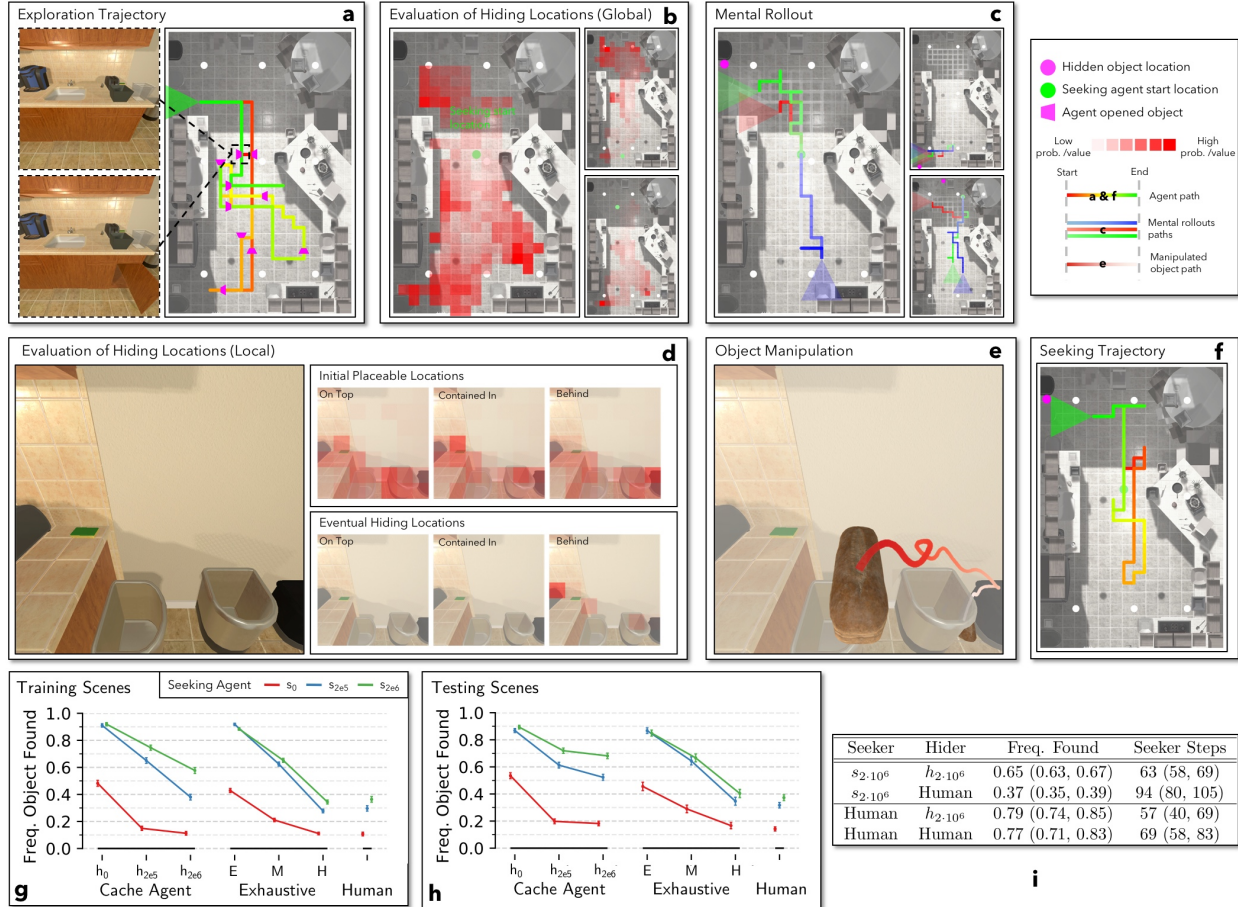 Exploration Trajectory
a
Evaluation of Hiding Locations (Global)
b
Mental Rollout
c
Hidden object location
Seeking agent start location
Agent opened object
Low
prob. /value
High
prob. /value
Start
End
a & f
Agent path
c
Mental rollouts
paths
e
Manipulated
object path
Evaluation of Hiding Locations (Local)
d
Initial Placeable Locations
On Top
Contained In
Behind
Eventual Hiding Locations
On Top
Contained In
Behind
Object Manipulation
e
Seeking Trajectory
f
Training Scenes
Seeking Agent
s0
s2e5
s2e6
Freq. Object Found
1.0
0.8
0.6
0.4
0.2
0.0
h0
h2e5
h2e6
E
M
H
Cache Agent
Exhaustive
Human
g
Testing Scenes
Freq. Object Found
1.0
0.8
0.6
0.4
0.2
0.0
h0
h2e5
h2e6
E
M
H
Cache Agent
Exhaustive
Human
h
Seeker Hider Freq. Found Seeker Steps
s2·10⁶ h2·10⁶ 0.65 (0.63, 0.67) 63 (58, 69)
s2·10⁶ Human 0.37 (0.35, 0.39) 94 (80, 105)
Human h2·10⁶ 0.79 (0.74, 0.85) 57 (40, 69)
Human Human 0.77 (0.71, 0.83) 69 (58, 83)
i